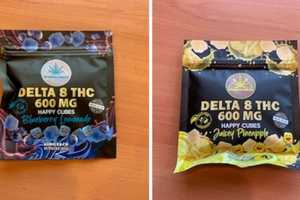 DELTA 8 THC
600 MG
HAPPY CUBES
Blueberry Lemonade
DELTA 8 THC
600 MG
HAPPY CUBES
Juicy Pineapple